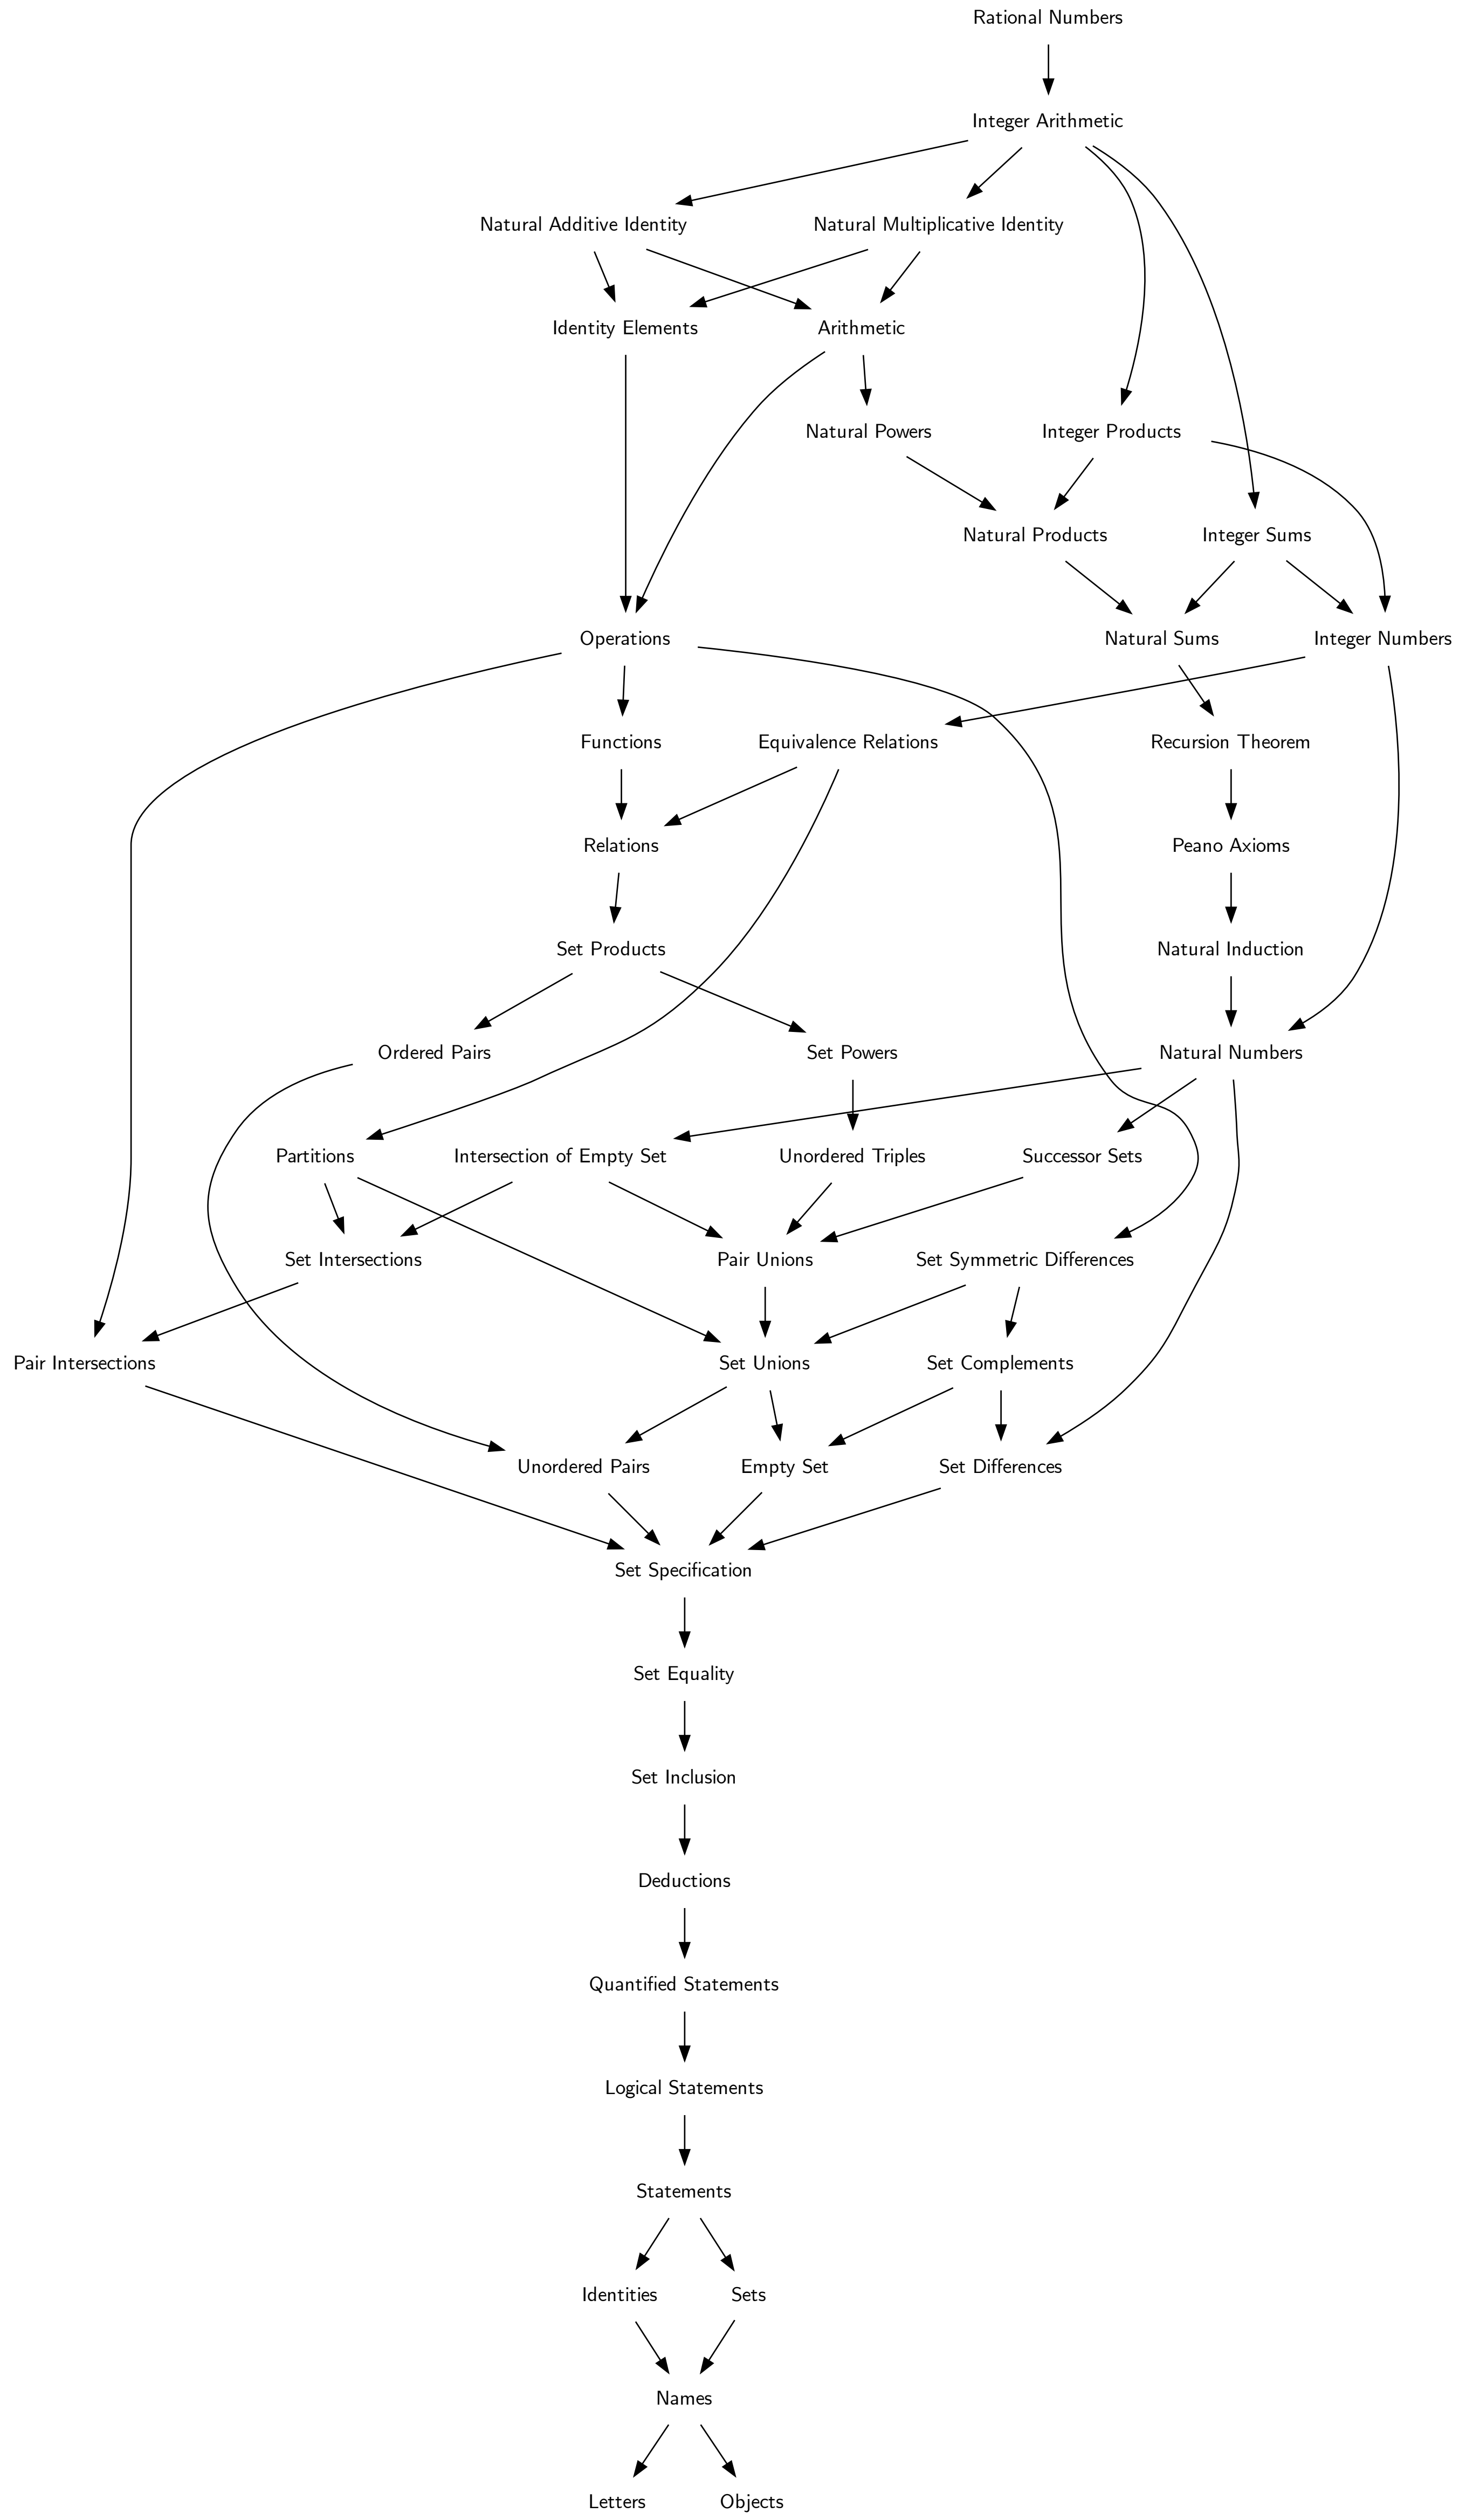 Rational Numbers
Integer Arithmetic
Natural Additive Identity
Natural Multiplicative Identity
Identity Elements
Arithmetic
Natural Powers
Integer Products
Natural Products
Integer Sums
Operations
Natural Sums
Integer Numbers
Functions
Equivalence Relations
Recursion Theorem
Relations
Peano Axioms
Set Products
Natural Induction
Ordered Pairs
Set Powers
Natural Numbers
Partitions
Intersection of Empty Set
Unordered Triples
Successor Sets
Set Intersections
Pair Unions
Set Symmetric Differences
Pair Intersections
Set Unions
Set Complements
Unordered Pairs
Empty Set
Set Differences
Set Specification
Set Equality
Set Inclusion
Deductions
Quantified Statements
Logical Statements
Statements
Identities
Sets
Names
Letters
Objects